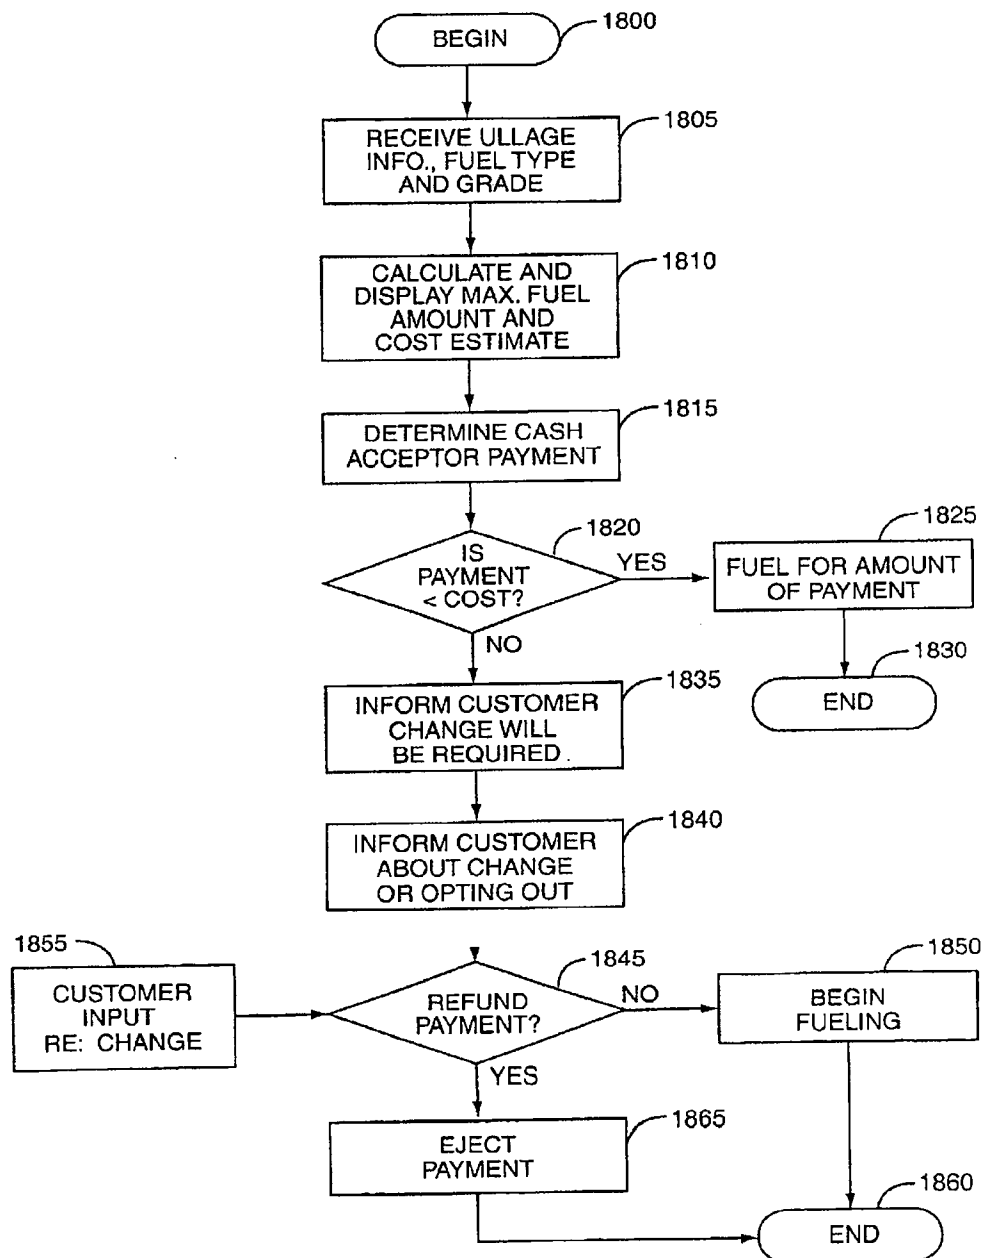 BEGIN
1800
1805
RECEIVE ULLAGE
INFO., FUEL TYPE
AND GRADE
1810
CALCULATE AND
DISPLAY MAX. FUEL
AMOUNT AND
COST ESTIMATE
1815
DETERMINE CASH
ACCEPTOR PAYMENT
1820
IS
PAYMENT
< COST?
YES
NO
1825
FUEL FOR AMOUNT
OF PAYMENT
1830
END
1835
INFORM CUSTOMER
CHANGE WILL
BE REQUIRED
1840
INFORM CUSTOMER
ABOUT CHANGE
OR OPTING OUT
1855
CUSTOMER
INPUT
RE: CHANGE
1845
REFUND
PAYMENT?
NO
YES
1850
BEGIN
FUELING
1865
EJECT
PAYMENT
1860
END